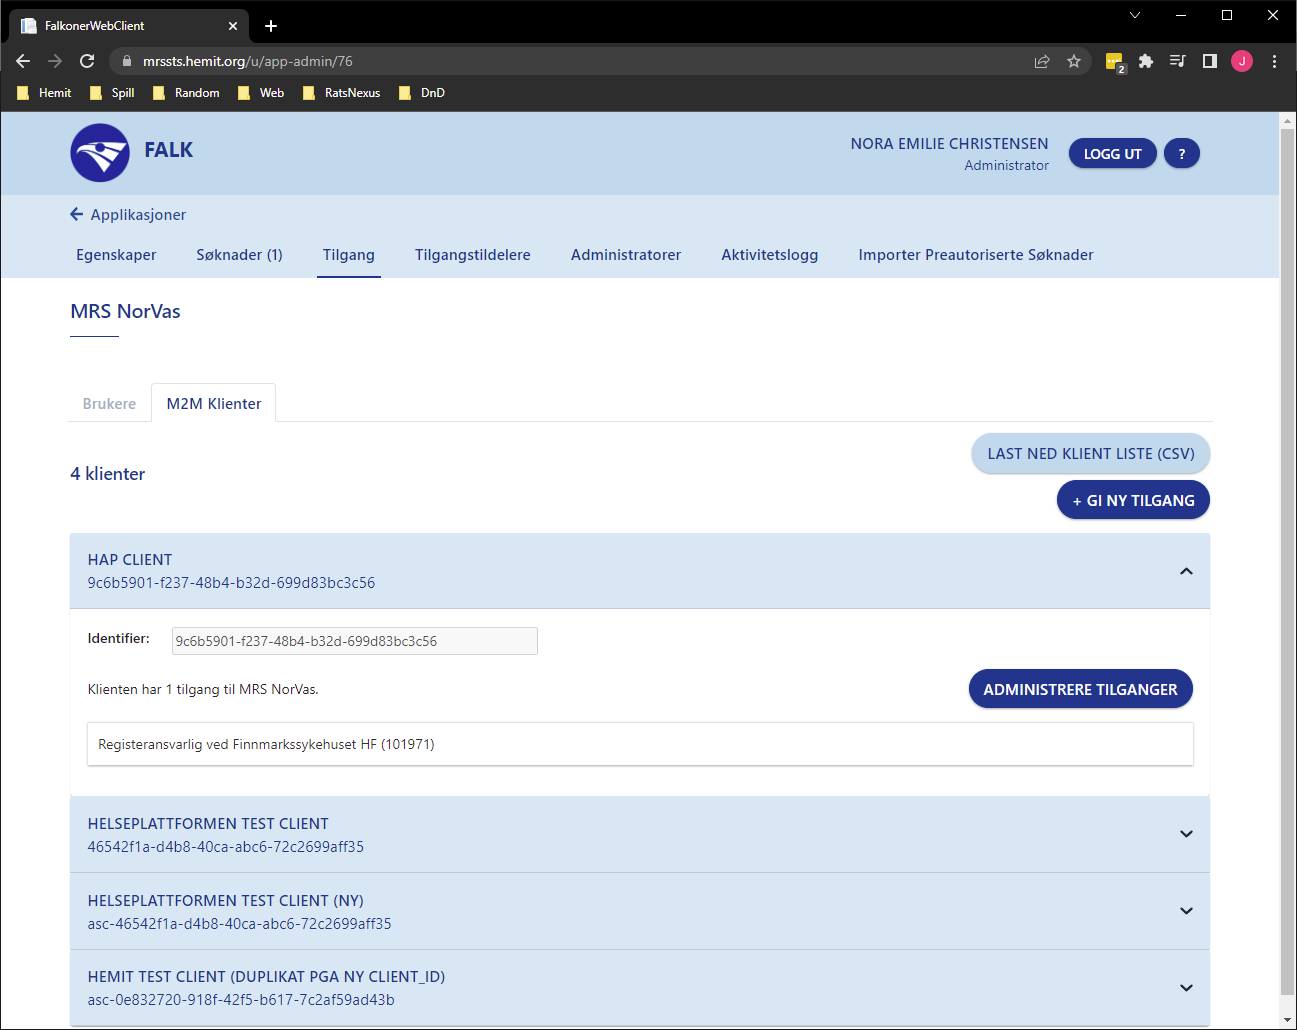 FalkonerWebClient
mrssts.hemit.org/u/app-admin/76
2
J
Hemit Spill Random Web RatsNexus DnD
FALK
NORA EMILIE CHRISTENSEN
Administrator
LOGG UT
?
Applikasjoner
Egenskaper Søknader (1) Tilgang Tilgangstildelere Administratorer Aktivitetslogg Importer Preautoriserte Søknader
MRS NorVas
Brukere M2M Klienter
LAST NED KLIENT LISTE (CSV)
4 klienter
+ GI NY TILGANG
HAP CLIENT
9c6b5901-f237-48b4-b32d-699d83bc3c56
Identifier: 9c6b5901-f237-48b4-b32d-699d83bc3c56
Klienten har 1 tilgang til MRS NorVas.
ADMINISTRERE TILGANGER
Registeransvarlig ved Finnmarkssykehuset HF (101971)
HELSEPLATTFORMEN TEST CLIENT
46542f1a-d4b8-40ca-abc6-72c2699aff35
HELSEPLATTFORMEN TEST CLIENT (NY)
asc-46542f1a-d4b8-40ca-abc6-72c2699aff35
HEMIT TEST CLIENT (DUPLIKAT PGA NY CLIENT_ID)
asc-0e832720-918f-42f5-b617-7c2af59ad43b